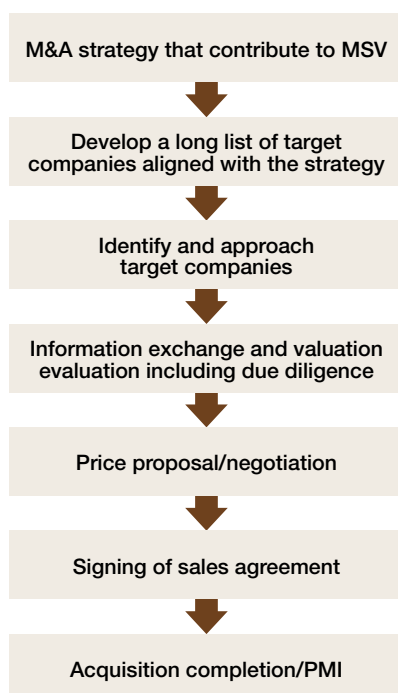 M&A strategy that contribute to MSV
Develop a long list of target
companies aligned with the strategy
Identify and approach
target companies
Information exchange and valuation
evaluation including due diligence
Price proposal/negotiation
Signing of sales agreement
Acquisition completion/PMI